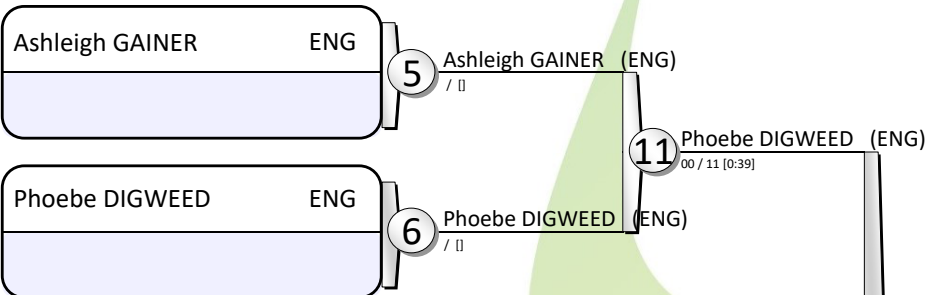 Ashleigh GAINER ENG
5
Ashleigh GAINER (ENG)
/ []
11
Phoebe DIGWEED (ENG)
00 / 11 [0:39]
Phoebe DIGWEED ENG
6
Phoebe DIGWEED (ENG)
/ []